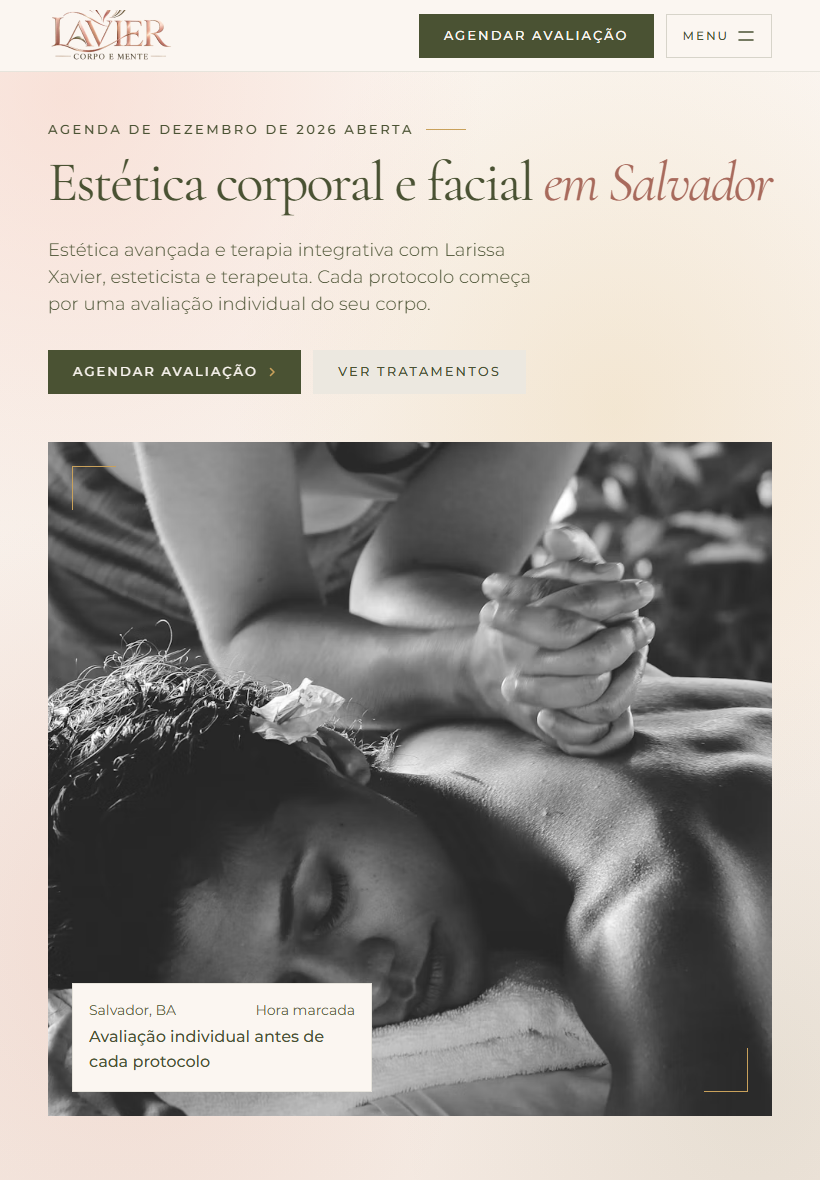 LAVIER
CORPO E MENTE
AGENDAR AVALIAÇÃO
MENU
AGENDA DE DEZEMBRO DE 2026 ABERTA
Estética corporal e facial em Salvador
Estética avançada e terapia integrativa com Larissa
Xavier, esteticista e terapeuta. Cada protocolo começa
por uma avaliação individual do seu corpo.
AGENDAR AVALIAÇÃO
VER TRATAMENTOS
Salvador, BA
Hora marcada
Avaliação individual antes de
cada protocolo